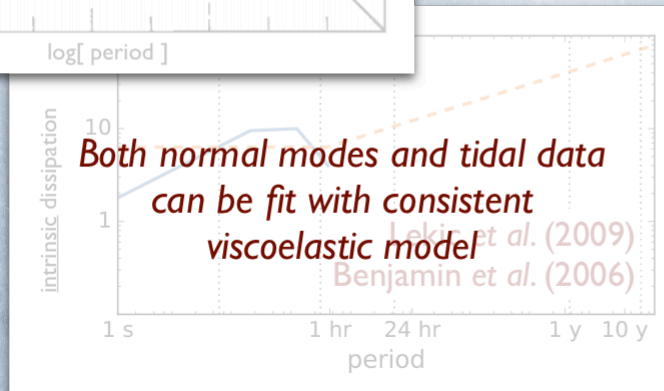 log[ period ]
intrinsic dissipation
10
1
Both normal modes and tidal data
can be fit with consistent
viscoelastic model
Lekic et al. (2009)
Benjamin et al. (2006)
1 s
1 hr
24 hr
1 y
10 y
period